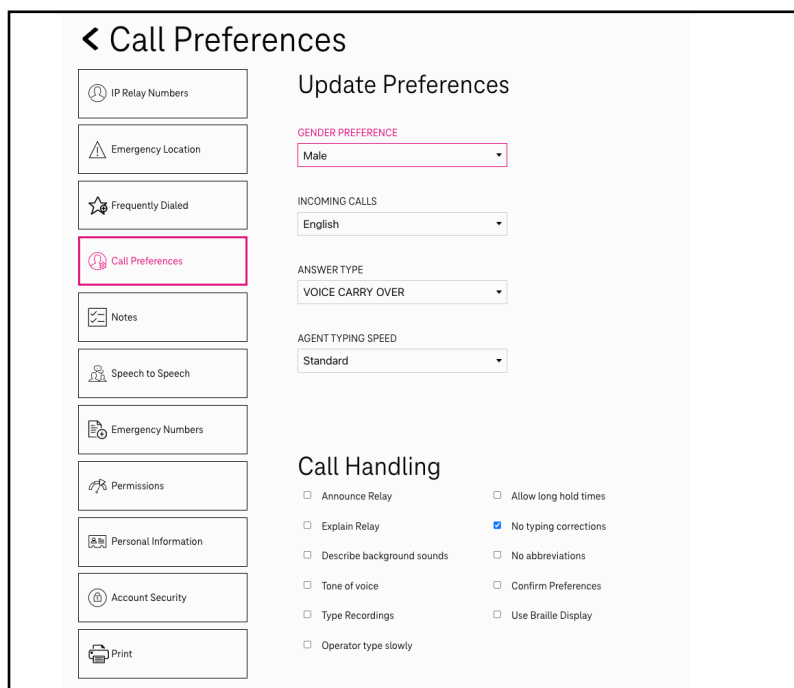 Call Preferences
IP Relay Numbers
Emergency Location
Frequently Dialed
Call Preferences
Notes
Speech to Speech
Emergency Numbers
Permissions
Personal Information
Account Security
Print
Update Preferences
GENDER PREFERENCE
Male
INCOMING CALLS
English
ANSWER TYPE
VOICE CARRY OVER
AGENT TYPING SPEED
Standard
Call Handling
Announce Relay
Explain Relay
Describe background sounds
Tone of voice
Type Recordings
Operator type slowly
Allow long hold times
No typing corrections
No abbreviations
Confirm Preferences
Use Braille Display